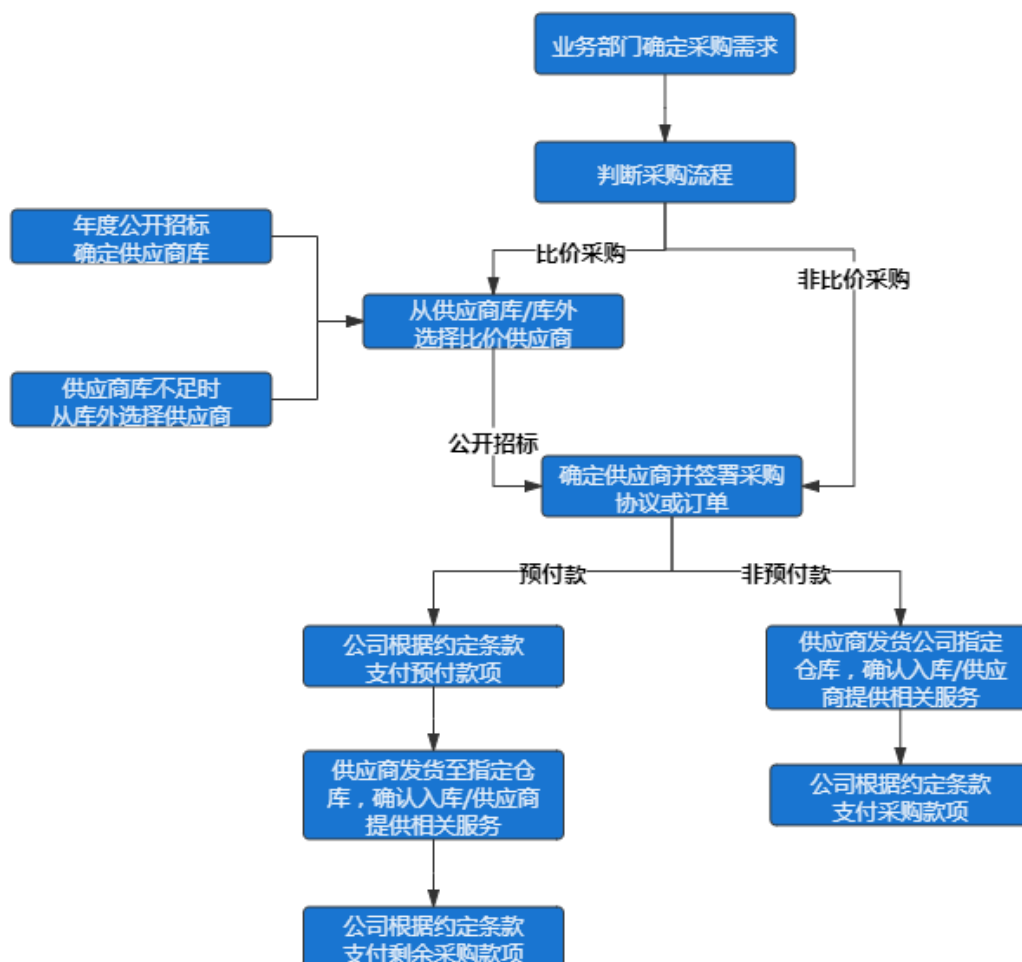 业务部门确定采购需求
判断采购流程
年度公开招标
确定供应商库
比价采购
非比价采购
从供应商库/库外
选择比价供应商
供应商库不足时
从库外选择供应商
公开招标
确定供应商并签署采购
协议或订单
预付款
非预付款
公司根据约定条款
支付预付款项
供应商发货公司指定
仓库，确认入库/供应
商提供相关服务
供应商发货至指定仓
库，确认入库/供应商
提供相关服务
公司根据约定条款
支付采购款项
公司根据约定条款
支付剩余采购款项